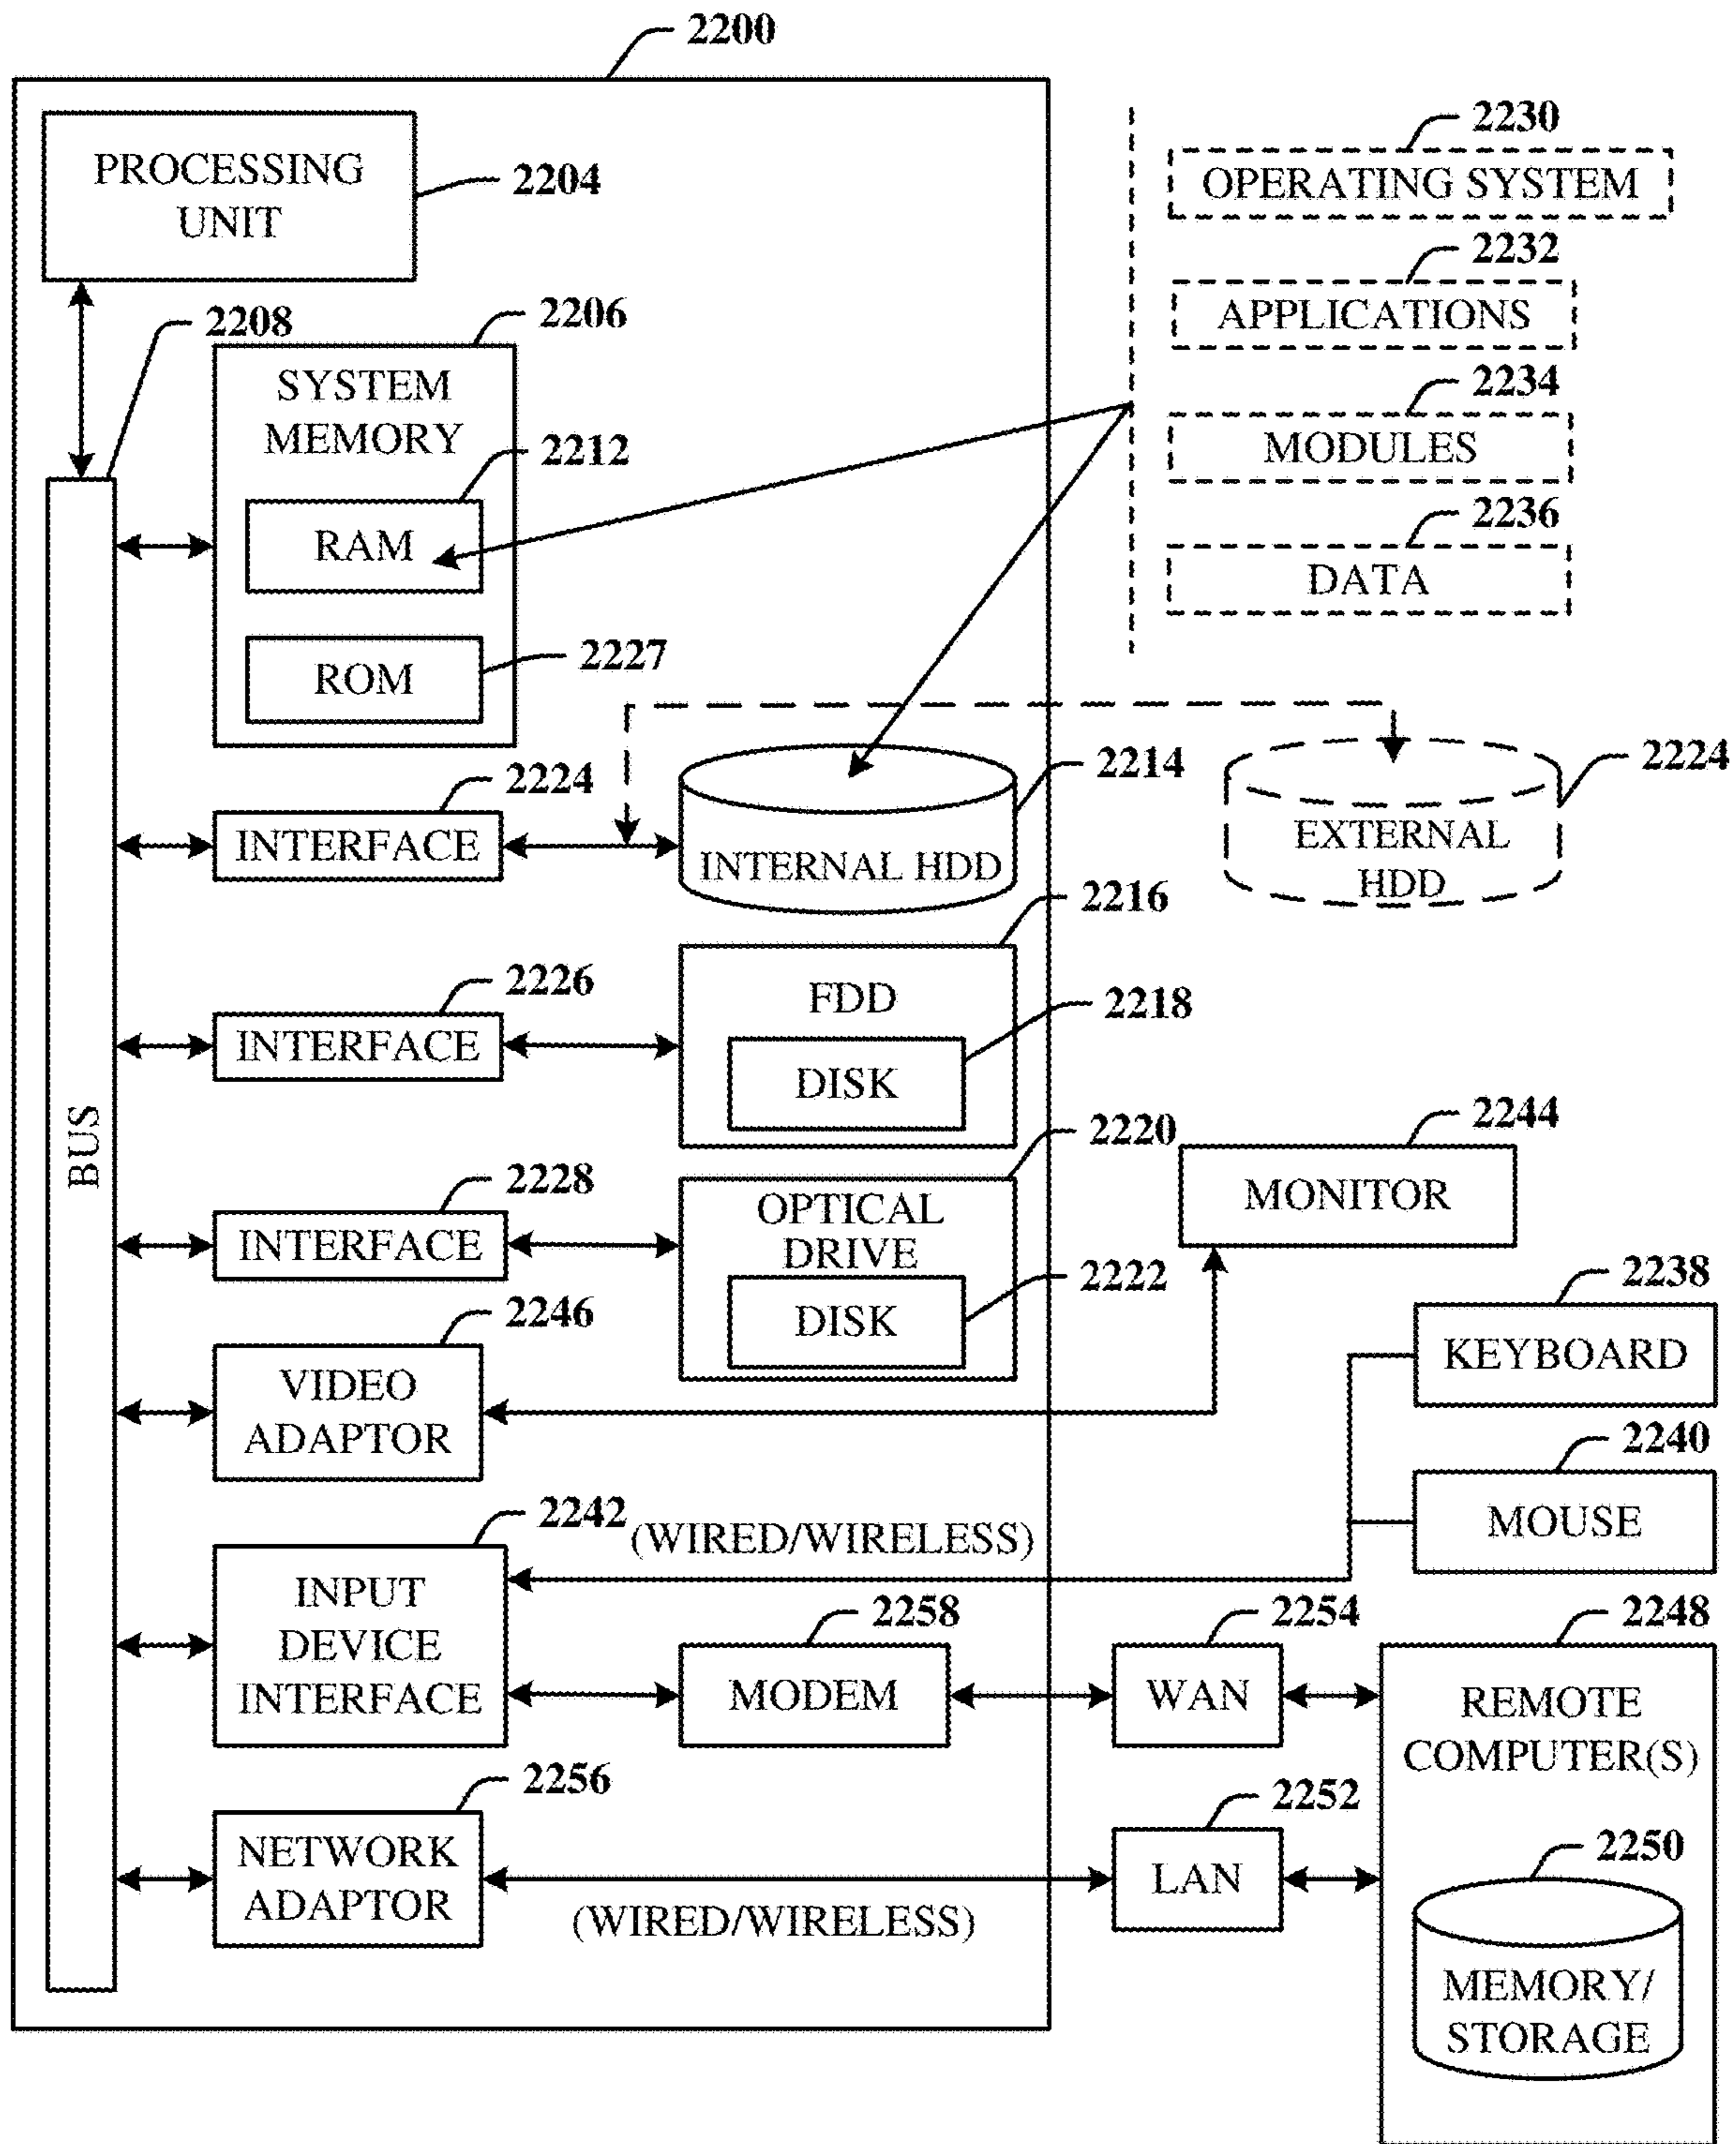 2200
PROCESSING
UNIT
2204
2230
OPERATING SYSTEM
2232
APPLICATIONS
2234
MODULES
2236
DATA
2208
2206
SYSTEM
MEMORY
2212
RAM
2227
ROM
2224
INTERFACE
2214
INTERNAL HDD
2224
EXTERNAL
HDD
2226
INTERFACE
2216
FDD
2218
DISK
BUS
2228
INTERFACE
2220
OPTICAL
DRIVE
2222
DISK
2244
MONITOR
2246
VIDEO
ADAPTOR
2238
KEYBOARD
2240
MOUSE
2242
(WIRED/WIRELESS)
INPUT
DEVICE
INTERFACE
2258
MODEM
2254
WAN
2248
REMOTE
COMPUTER(S)
2256
NETWORK
ADAPTOR
(WIRED/WIRELESS)
2252
LAN
2250
MEMORY/
STORAGE